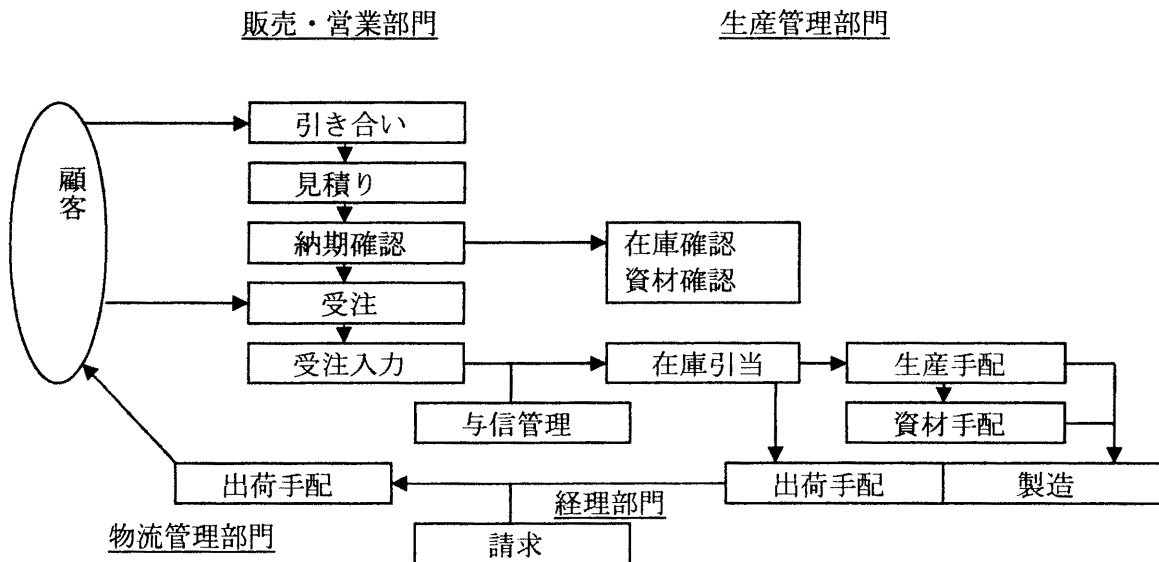 販売・営業部門
生産管理部門
引き合い
顧客
見積り
納期確認
在庫確認
資材確認
受注
受注入力
在庫引当
生産手配
与信管理
資材手配
出荷手配
経理部門
出荷手配
製造
物流管理部門
請求